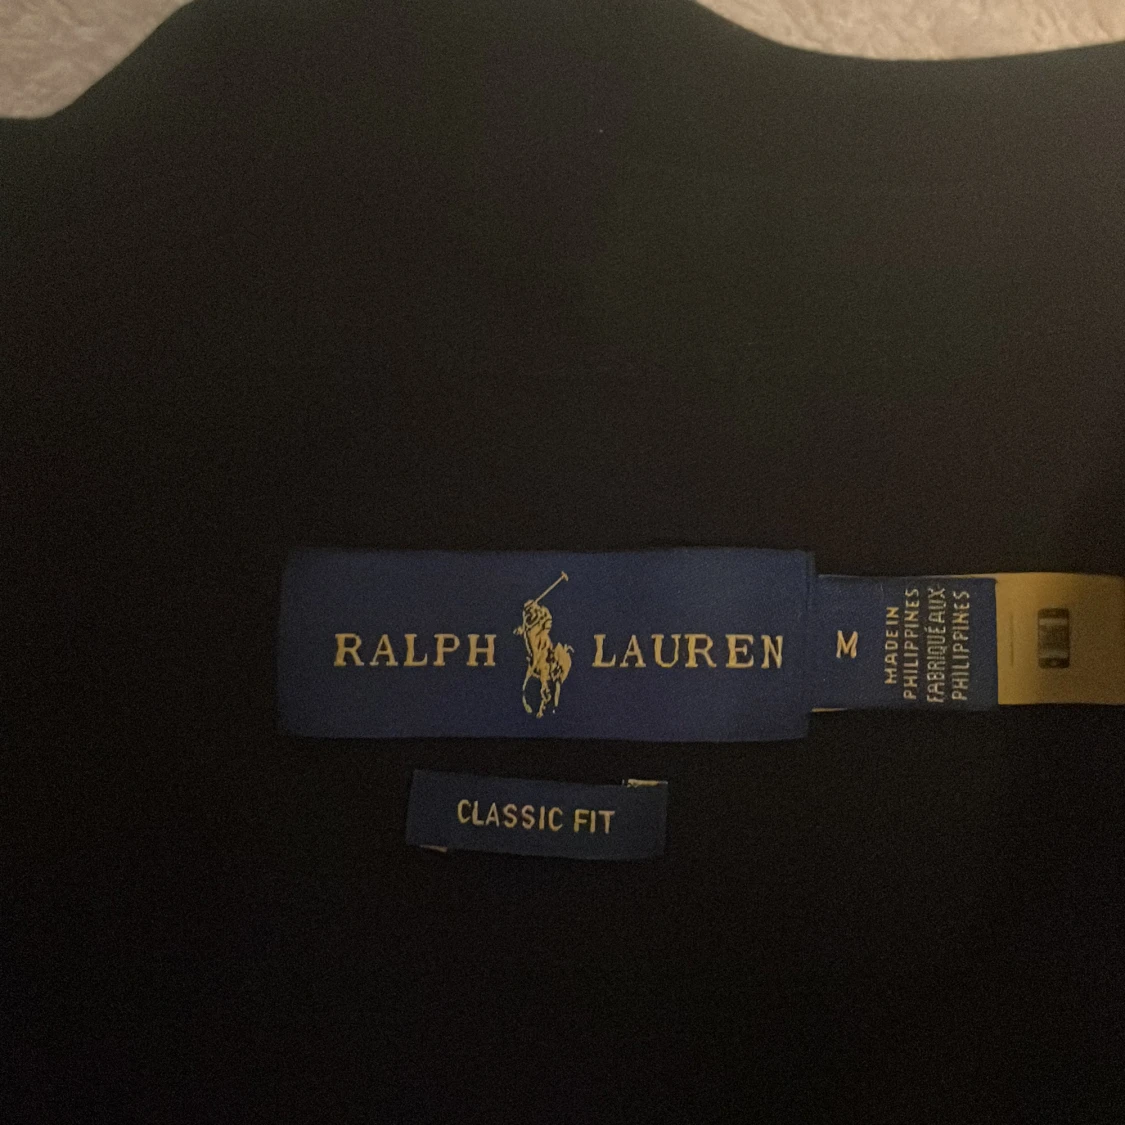 RALPH LAUREN
M
MADE IN
PHILIPPINES
FABRIQUÉ AUX
PHILIPPINES
CLASSIC FIT